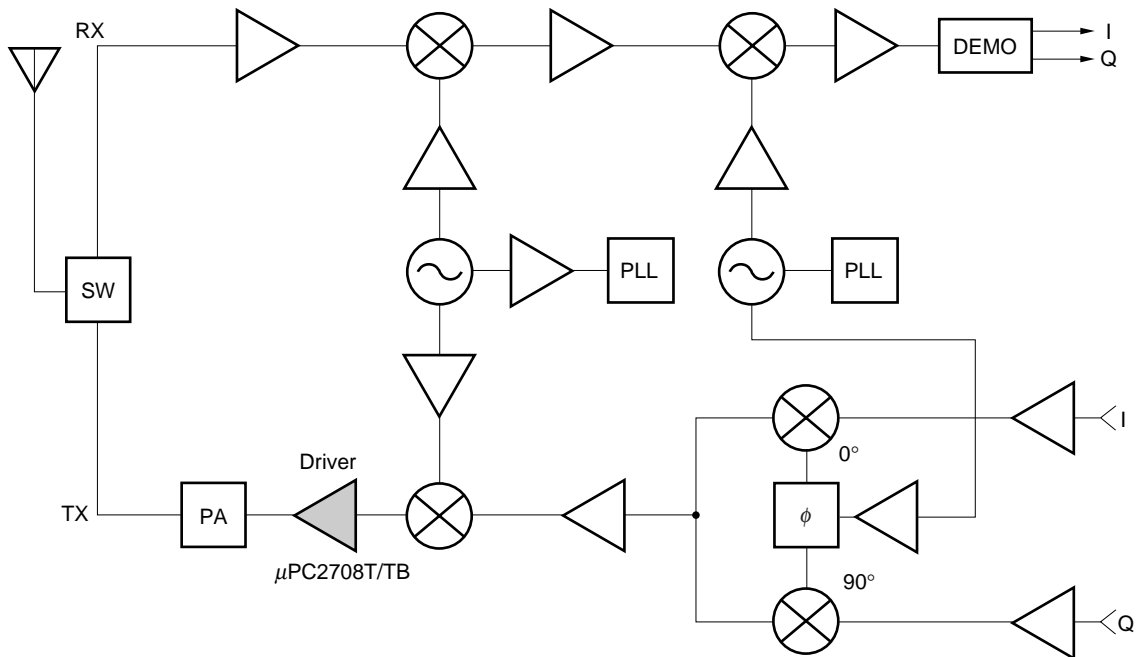 RX
I
DEMO
Q
PLL
PLL
SW
I
0°
Driver
TX
PA
ϕ
μPC2708T/TB
90°
Q